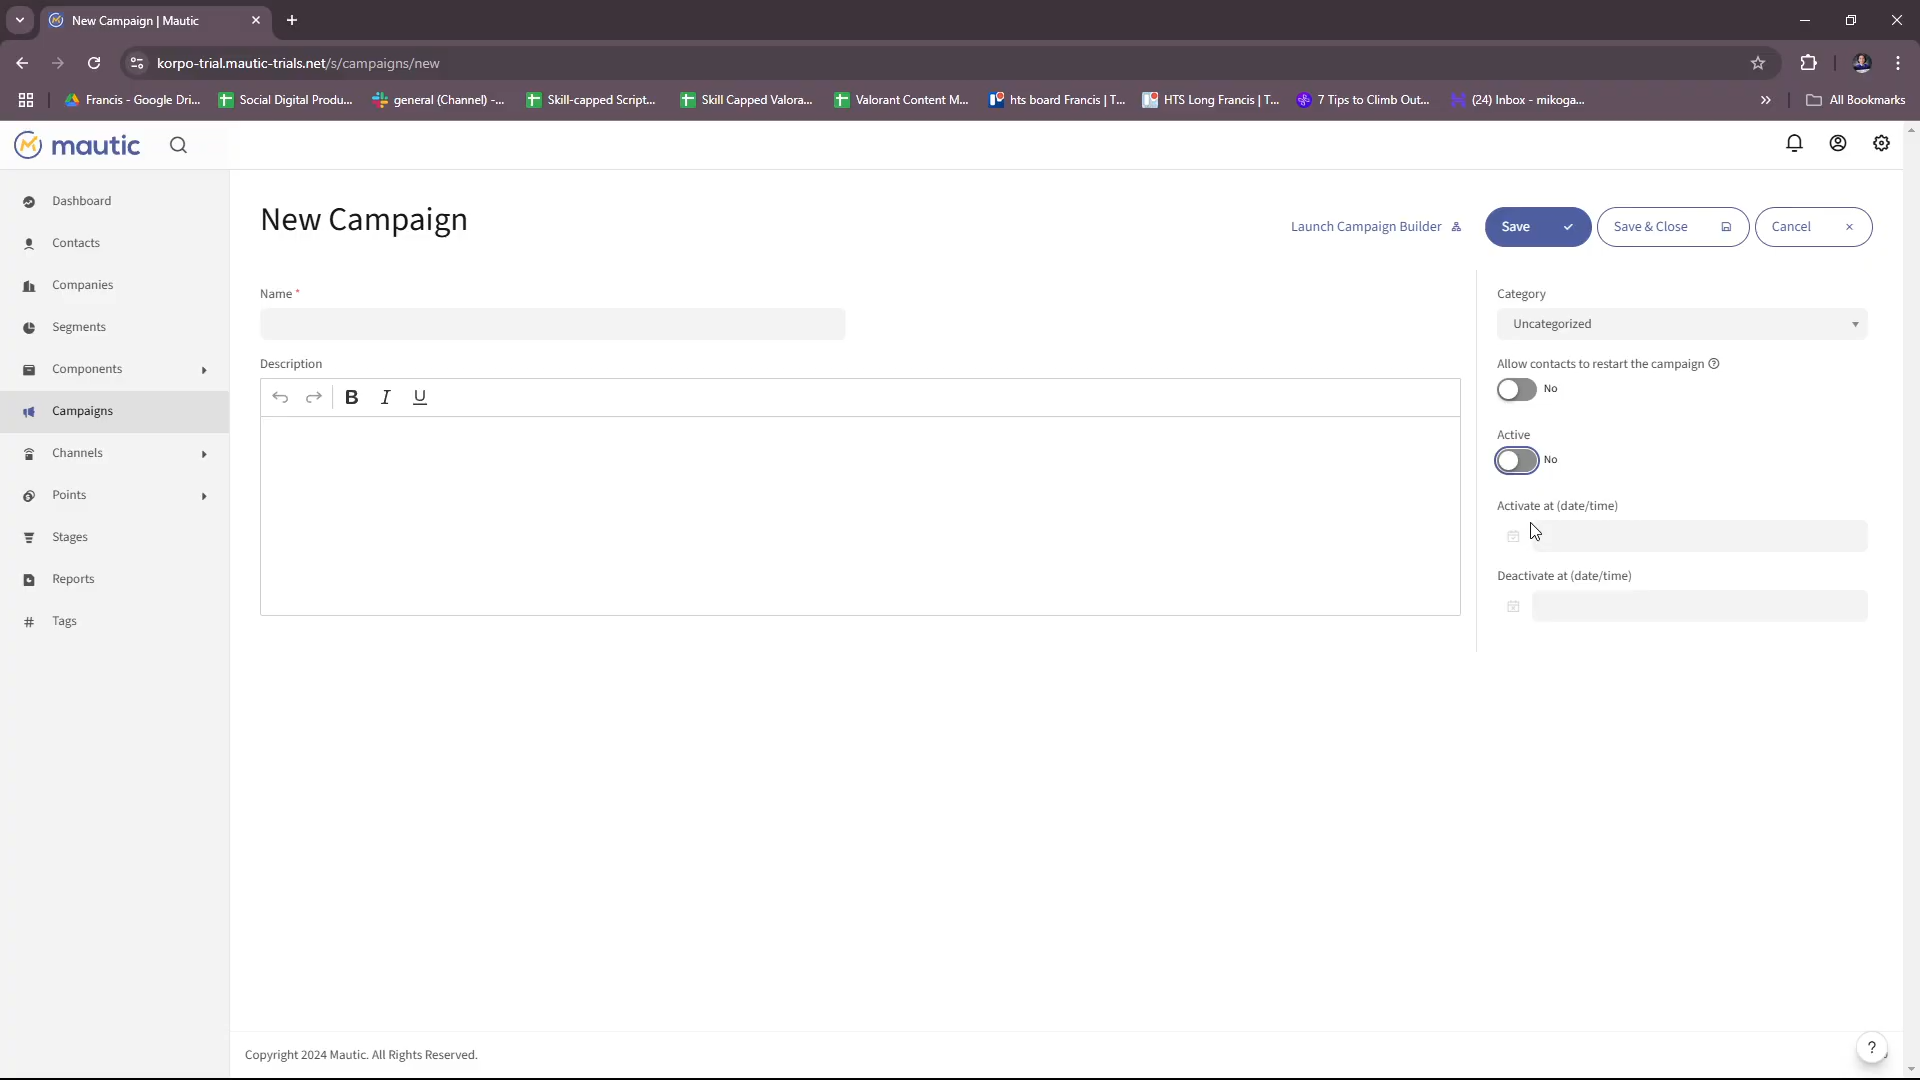 New Campaign | Mautic
korpo-trial.mautic-trials.net/s/campaigns/new
Francis - Google Dri...
Social Digital Produ...
general (Channel) -...
Skill-capped Script...
Skill Capped Valora...
Valorant Content M...
hts board Francis | T...
HTS Long Francis | T...
7 Tips to Climb Out...
(24) Inbox - mikoga...
All Bookmarks
mautic
Dashboard
Contacts
Companies
Segments
Components
Campaigns
Channels
Points
Stages
Reports
Tags
New Campaign
Launch Campaign Builder
Save
Save & Close
Cancel
Name *
Description
B I U
Category
Uncategorized
Allow contacts to restart the campaign
No
Active
No
Activate at (date/time)
Deactivate at (date/time)
Copyright 2024 Mautic. All Rights Reserved.
?